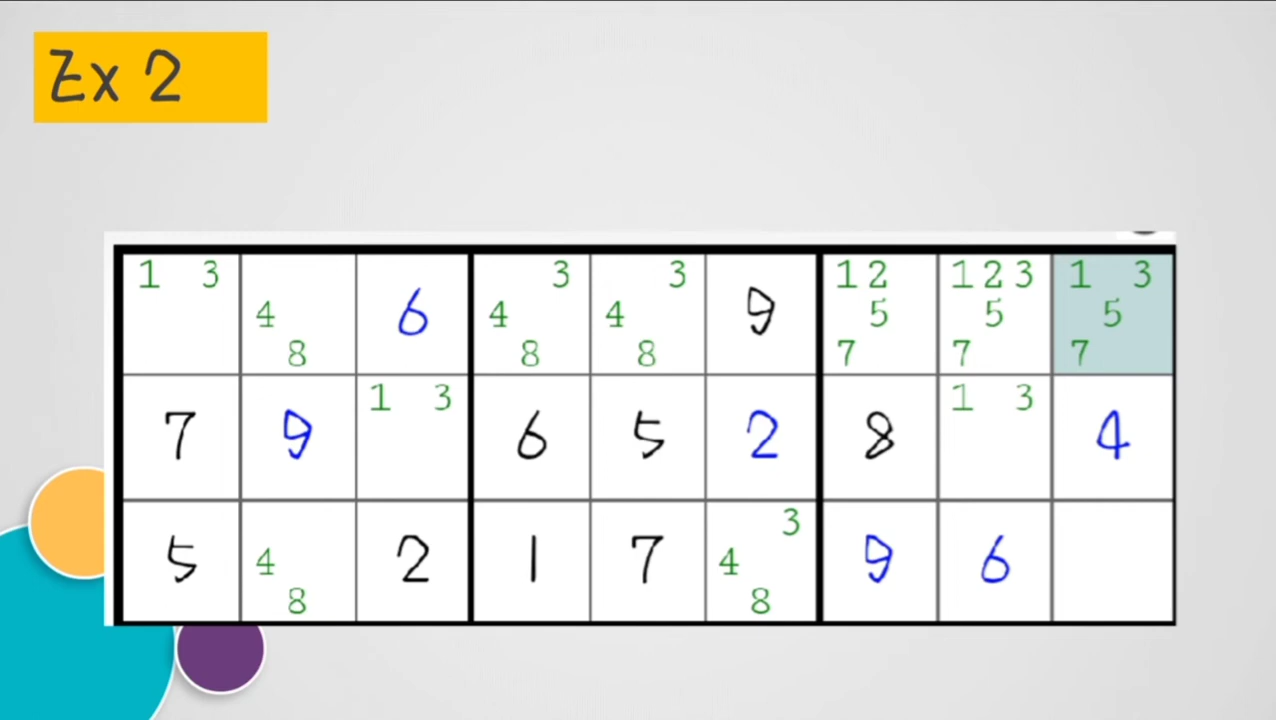 Ex 2
1 3 3 3 1 2 1 2 3 1 3
4 6 4 4 9 5 5 5
8 8 8 7 7 7
1 3 1 3
7 9 6 5 2 8 4
3
5 4 2 1 7 4 9 6
8 8